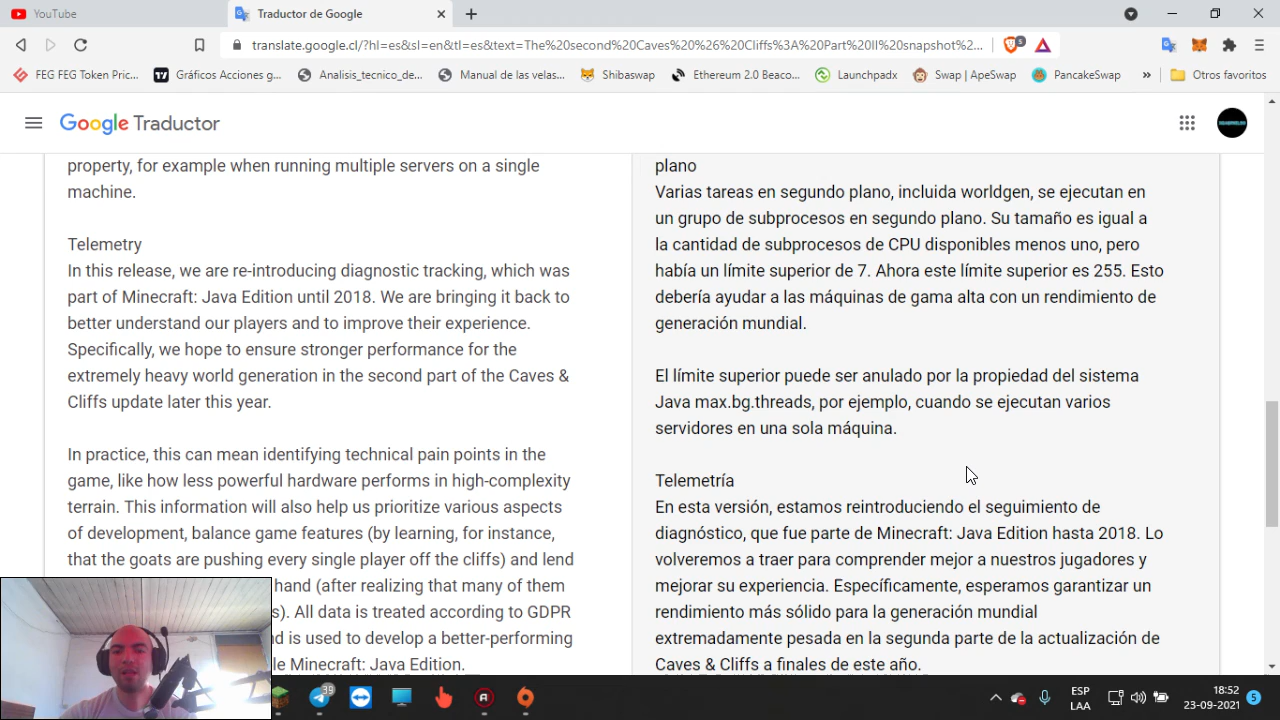 YouTube
Traductor de Google
translate.google.cl/?hl=es&sl=en&tl=es&text=The%20second%20Caves%20%26%20Cliffs%3A%20Part%20II%20snapshot%2...
5
FEG FEG Token Pric...
Gráficos Acciones g...
Analisis_tecnico_de...
Manual de las velas...
Shibaswap
Ethereum 2.0 Beaco...
Launchpadx
Swap | ApeSwap
PancakeSwap
»
Otros favoritos
Google Traductor
property, for example when running multiple servers on a single
machine.
Telemetry
In this release, we are re-introducing diagnostic tracking, which was
part of Minecraft: Java Edition until 2018. We are bringing it back to
better understand our players and to improve their experience.
Specifically, we hope to ensure stronger performance for the
extremely heavy world generation in the second part of the Caves &
Cliffs update later this year.
In practice, this can mean identifying technical pain points in the
game, like how less powerful hardware performs in high-complexity
terrain. This information will also help us prioritize various aspects
of development, balance game features (by learning, for instance,
that the goats are pushing every single player off the cliffs) and lend
hand (after realizing that many of them
s). All data is treated according to GDPR
d is used to develop a better-performing
le Minecraft: Java Edition.
plano
Varias tareas en segundo plano, incluida worldgen, se ejecutan en
un grupo de subprocesos en segundo plano. Su tamaño es igual a
la cantidad de subprocesos de CPU disponibles menos uno, pero
había un límite superior de 7. Ahora este límite superior es 255. Esto
debería ayudar a las máquinas de gama alta con un rendimiento de
generación mundial.
El límite superior puede ser anulado por la propiedad del sistema
Java max.bg.threads, por ejemplo, cuando se ejecutan varios
servidores en una sola máquina.
Telemetría
En esta versión, estamos reintroduciendo el seguimiento de
diagnóstico, que fue parte de Minecraft: Java Edition hasta 2018. Lo
volveremos a traer para comprender mejor a nuestros jugadores y
mejorar su experiencia. Específicamente, esperamos garantizar un
rendimiento más sólido para la generación mundial
extremadamente pesada en la segunda parte de la actualización de
Caves & Cliffs a finales de este año.
39
ESP
LAA
18:52
23-09-2021
5